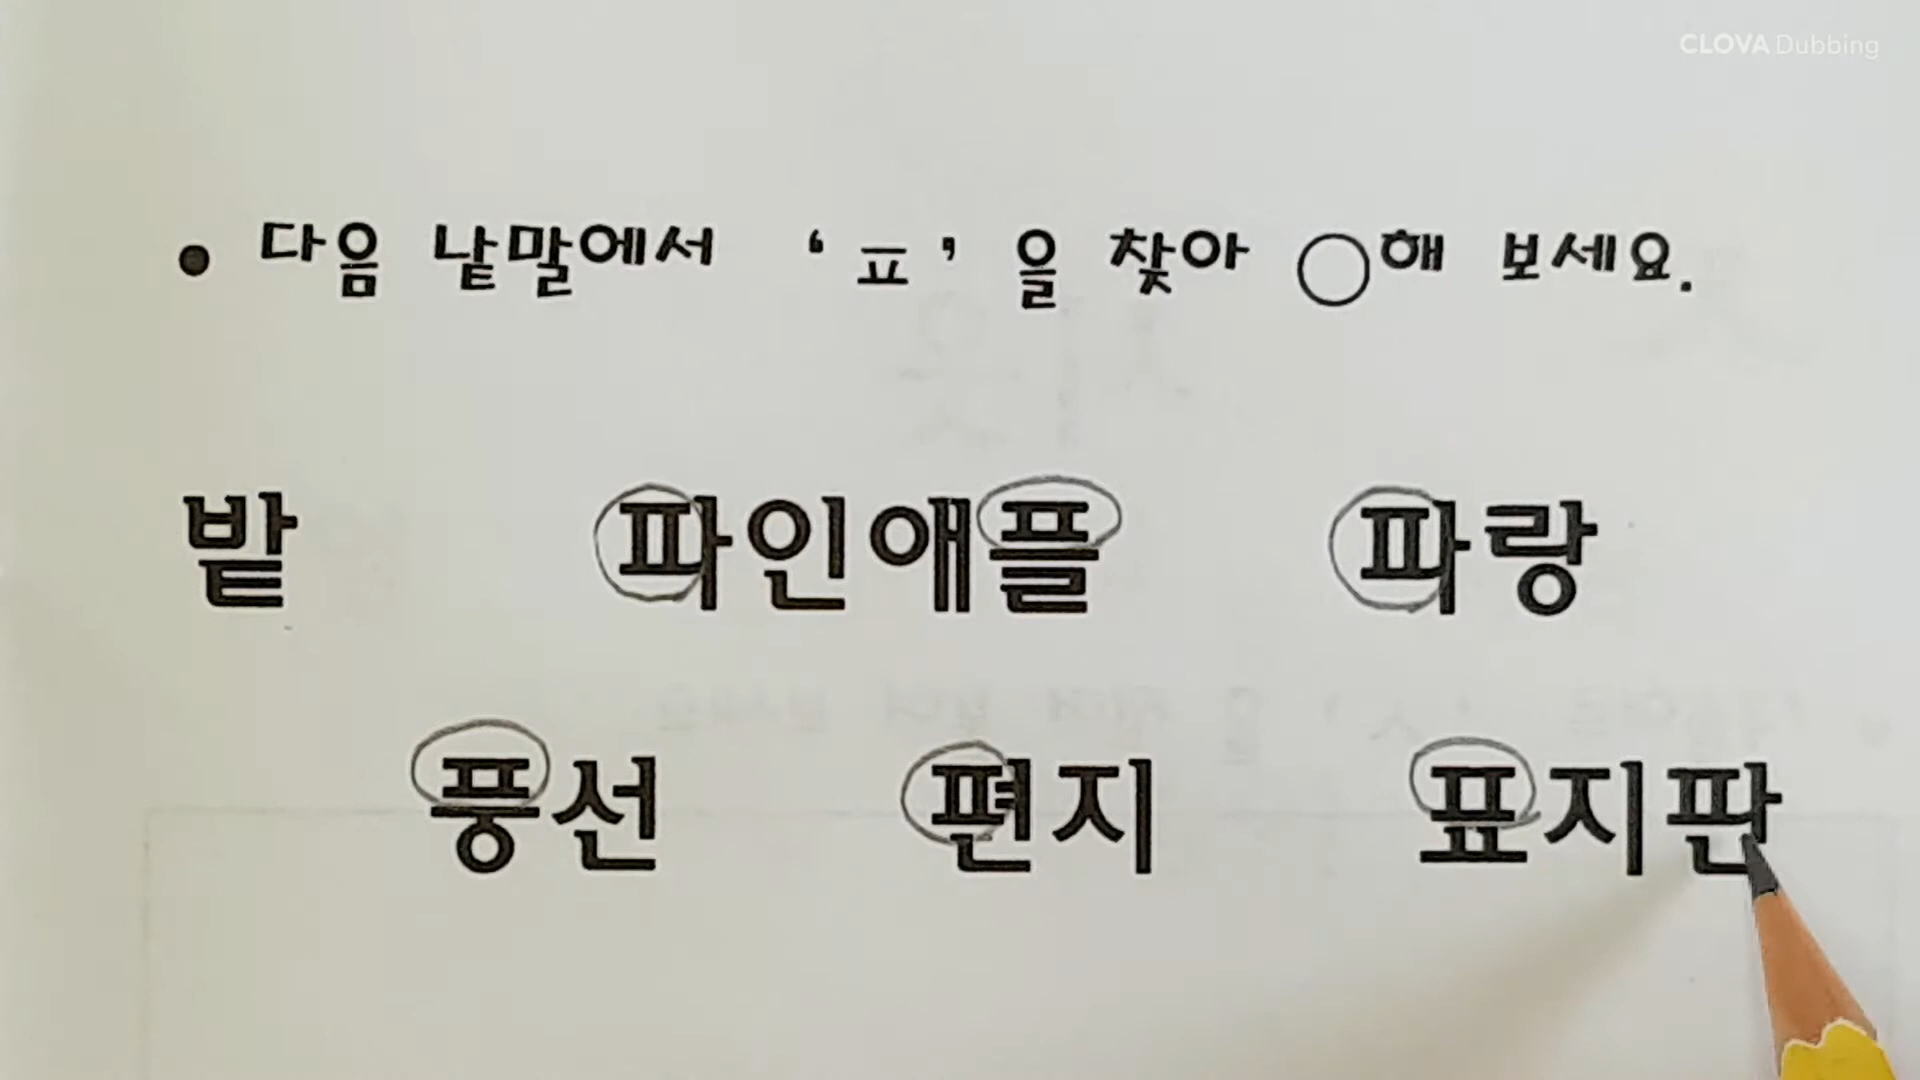 CLOVA Dubbing
● 다음 낱말에서 ‘ㅍ’ 을 찾아 ◯해 보세요.
밭 파인애플 파랑
풍선 편지 표지판